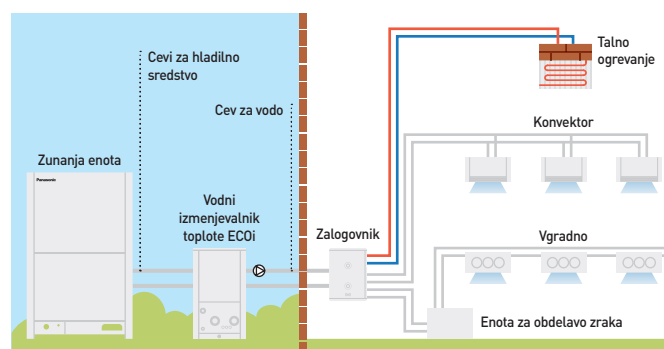 Cevi za hladilno
sredstvo
Cev za vodo
Zunanja enota
Panasonic
Vodni
izmenjevalnik
toplote ECOi
Zalogovnik
Talno
ogrevanje
Konvektor
Vgradno
Enota za obdelavo zraka